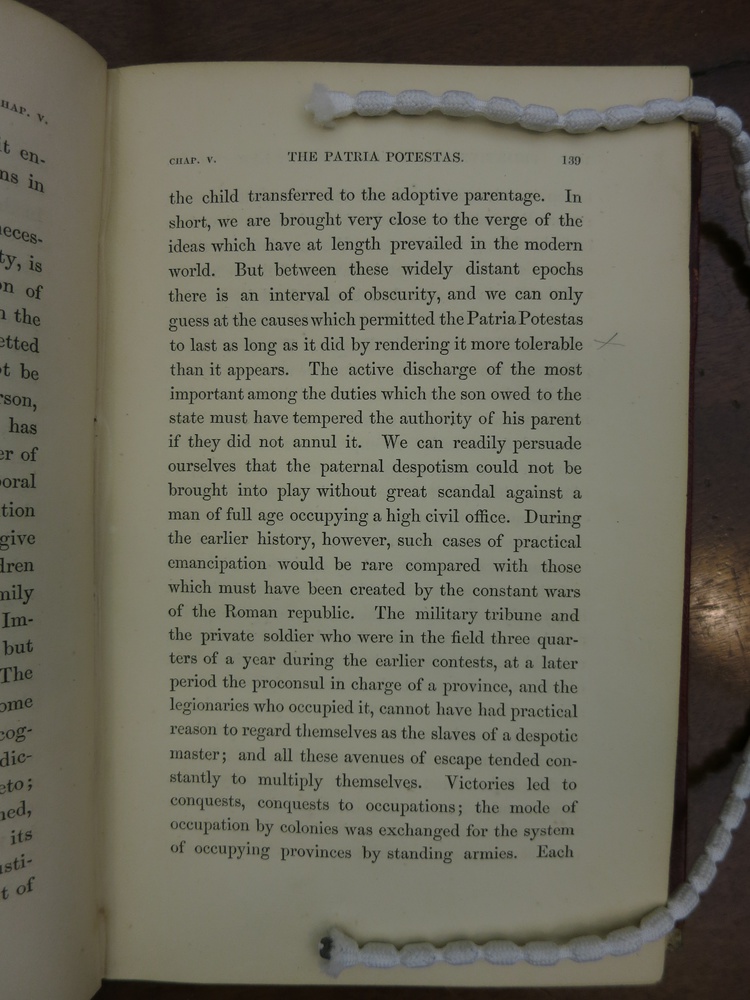 HAP. V.
t en-
ns in
neces-
ty, is
on of
n the
etted
ot be
rson,
has
er of
poral
tion
give
dren
mily
Im-
but
The
ome
cog-
dic-
eto;
ned,
its
usti-
t of
CHAP. V. THE PATRIA POTESTAS. 139
the child transferred to the adoptive parentage. In
short, we are brought very close to the verge of the
ideas which have at length prevailed in the modern
world. But between these widely distant epochs
there is an interval of obscurity, and we can only
guess at the causes which permitted the Patria Potestas
to last as long as it did by rendering it more tolerable
than it appears. The active discharge of the most
important among the duties which the son owed to the
state must have tempered the authority of his parent
if they did not annul it. We can readily persuade
ourselves that the paternal despotism could not be
brought into play without great scandal against a
man of full age occupying a high civil office. During
the earlier history, however, such cases of practical
emancipation would be rare compared with those
which must have been created by the constant wars
of the Roman republic. The military tribune and
the private soldier who were in the field three quar-
ters of a year during the earlier contests, at a later
period the proconsul in charge of a province, and the
legionaries who occupied it, cannot have had practical
reason to regard themselves as the slaves of a despotic
master; and all these avenues of escape tended con-
stantly to multiply themselves. Victories led to
conquests, conquests to occupations; the mode of
occupation by colonies was exchanged for the system
of occupying provinces by standing armies. Each